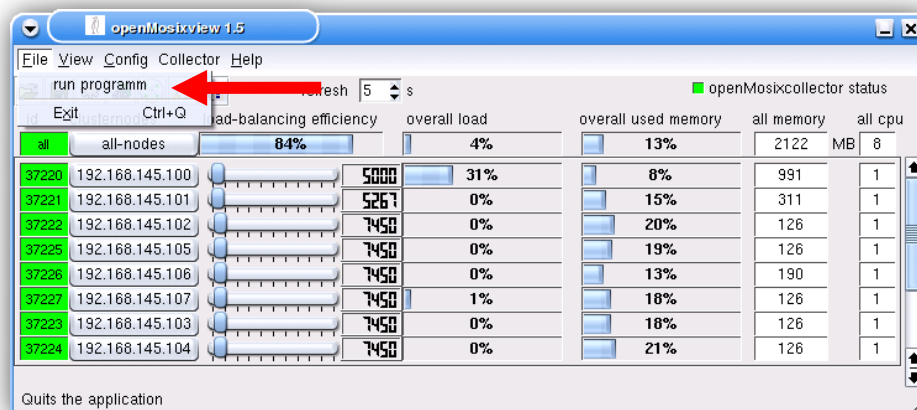 openMosixview 1.5
File View Config Collector Help
run programm
refresh 5 s
openMosixcollector status
Exit Ctrl+Q
id clusternodes load-balancing efficiency overall load overall used memory all memory all cpu
all all-nodes 84% 4% 13% 2122 MB 8
37220 192.168.145.100 5000 31% 8% 991 1
37221 192.168.145.101 5267 0% 15% 311 1
37222 192.168.145.102 7450 0% 20% 126 1
37225 192.168.145.105 7450 0% 19% 126 1
37226 192.168.145.106 7450 0% 13% 190 1
37227 192.168.145.107 7450 1% 18% 126 1
37223 192.168.145.103 7450 0% 18% 126 1
37224 192.168.145.104 7450 0% 21% 126 1
Quits the application